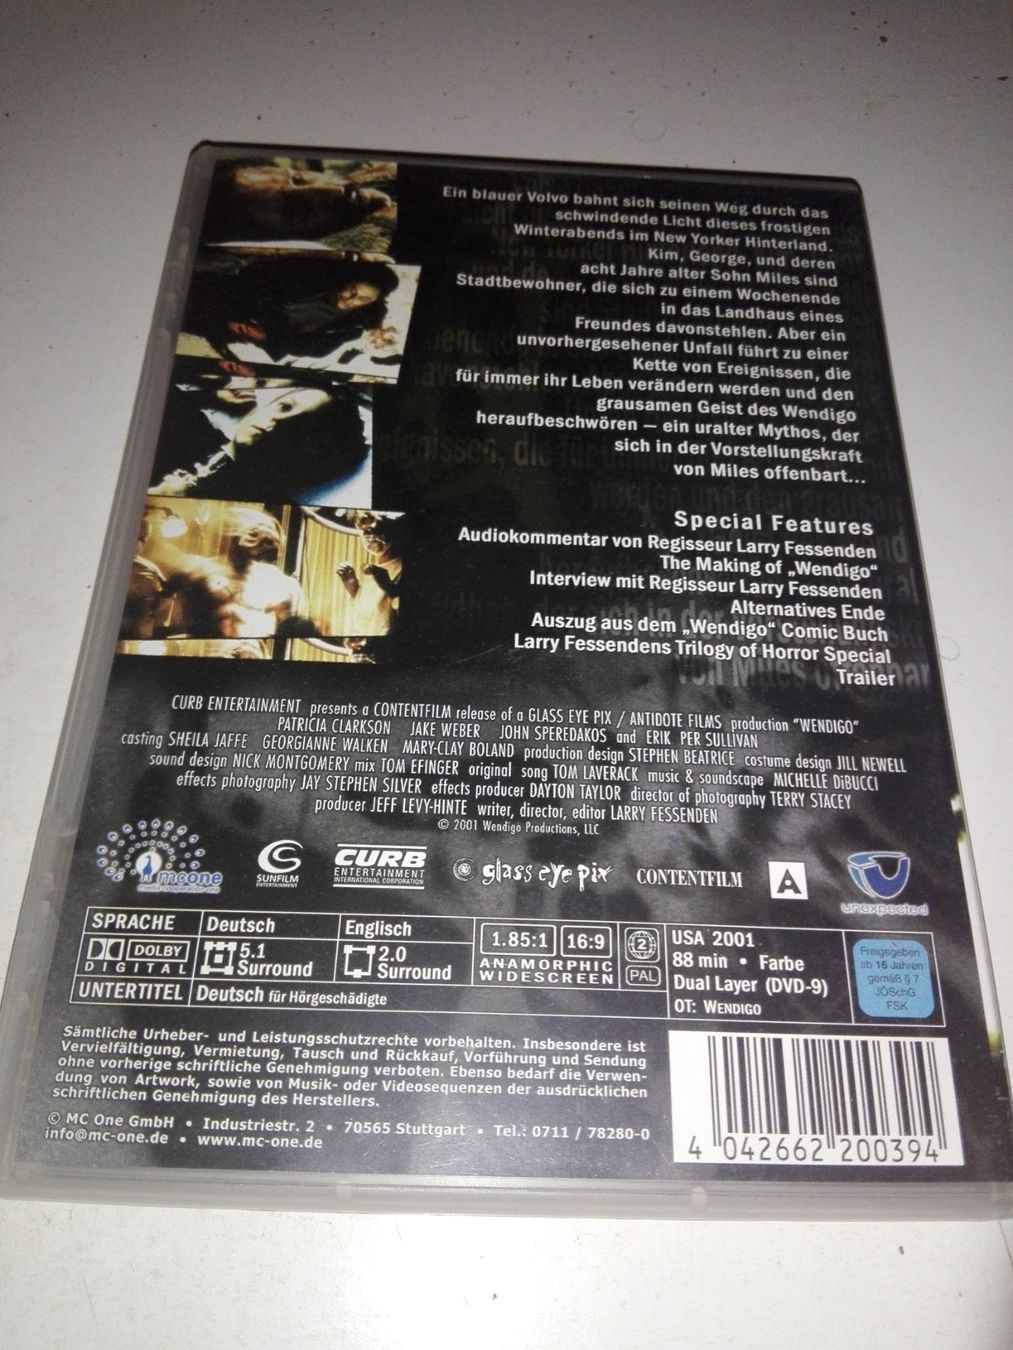 Ein blauer Volvo bahnt sich seinen Weg durch das
schwindende Licht dieses frostigen
Winterabends im New Yorker Hinterland.
Kim, George, und deren
acht Jahre alter Sohn Miles sind
Stadtbewohner, die sich zu einem Wochenende
in das Landhaus eines
Freundes davonstehlen. Aber ein
unvorhergesehener Unfall führt zu einer
Kette von Ereignissen, die
für immer ihr Leben verändern werden und den
grausamen Geist des Wendigo
heraufbeschwören — ein uralter Mythos, der
sich in der Vorstellungskraft
von Miles offenbart...
Special Features
Audiokommentar von Regisseur Larry Fessenden
The Making of „Wendigo“
Interview mit Regisseur Larry Fessenden
Alternatives Ende
Auszug aus dem „Wendigo“ Comic Buch
Larry Fessendens Trilogy of Horror Special
Trailer
CURB ENTERTAINMENT presents a CONTENTFILM release of a GLASS EYE PIX / ANTIDOTE FILMS production "WENDIGO"
PATRICIA CLARKSON JAKE WEBER JOHN SPEREDAKOS and ERIK PER SULLIVAN
casting SHEILA JAFFE GEORGIANNE WALKEN MARY-CLAY BOLAND production design STEPHEN BEATRICE costume design JILL NEWELL
sound design NICK MONTGOMERY mix TOM EFINGER original song TOM LAVERACK music & soundscape MICHELLE DiBUCCI
effects photography JAY STEPHEN SILVER effects producer DAYTON TAYLOR director of photography TERRY STACEY
producer JEFF LEVY-HINTE writer, director, editor LARRY FESSENDEN
© 2001 Wendigo Productions, LLC
mcone
media cooperation one
SUNFILM
ENTERTAINMENT
CURB
ENTERTAINMENT
INTERNATIONAL CORPORATION
glass eye pix
CONTENTFILM
A
unexpected
SPRACHE Deutsch Englisch
DOLBY
DIGITAL
5.1
Surround
2.0
Surround
UNTERTITEL Deutsch für Hörgeschädigte
1.85:1 16:9
ANAMORPHIC
WIDESCREEN
2
PAL
USA 2001
88 min • Farbe
Dual Layer (DVD-9)
OT: WENDIGO
Freigegeben
ab 16 Jahren
gemäß § 7
JÖSchG
FSK
Sämtliche Urheber- und Leistungsschutzrechte vorbehalten. Insbesondere ist
Vervielfältigung, Vermietung, Tausch und Rückkauf, Vorführung und Sendung
ohne vorherige schriftliche Genehmigung verboten. Ebenso bedarf die Verwen-
dung von Artwork, sowie von Musik- oder Videosequenzen der ausdrücklichen
schriftlichen Genehmigung des Herstellers.
© MC One GmbH • Industriestr. 2 • 70565 Stuttgart • Tel.: 0711 / 78280-0
info@mc-one.de • www.mc-one.de
4 042662 200394